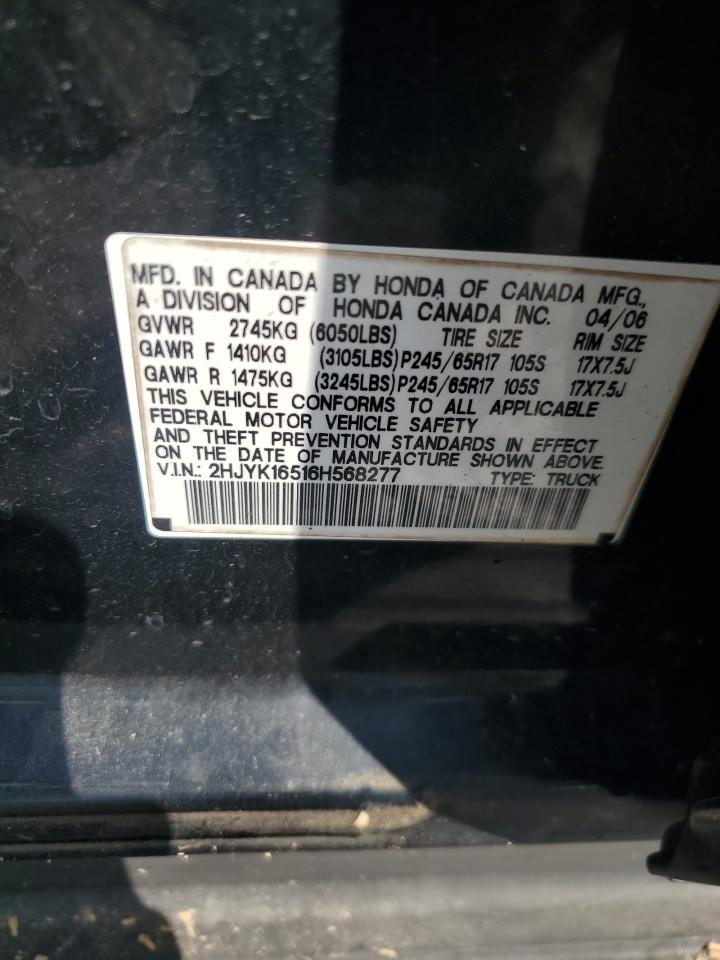 MFD. IN CANADA BY HONDA OF CANADA MFG.,
A DIVISION OF HONDA CANADA INC. 04/06
GVWR 2745KG (6050LBS) TIRE SIZE RIM SIZE
GAWR F 1410KG (3105LBS) P245/65R17 105S 17X7.5J
GAWR R 1475KG (3245LBS) P245/65R17 105S 17X7.5J
THIS VEHICLE CONFORMS TO ALL APPLICABLE
FEDERAL MOTOR VEHICLE SAFETY
AND THEFT PREVENTION STANDARDS IN EFFECT
ON THE DATE OF MANUFACTURE SHOWN ABOVE.
V.I.N.: 2HJYK16516H568277 TYPE: TRUCK